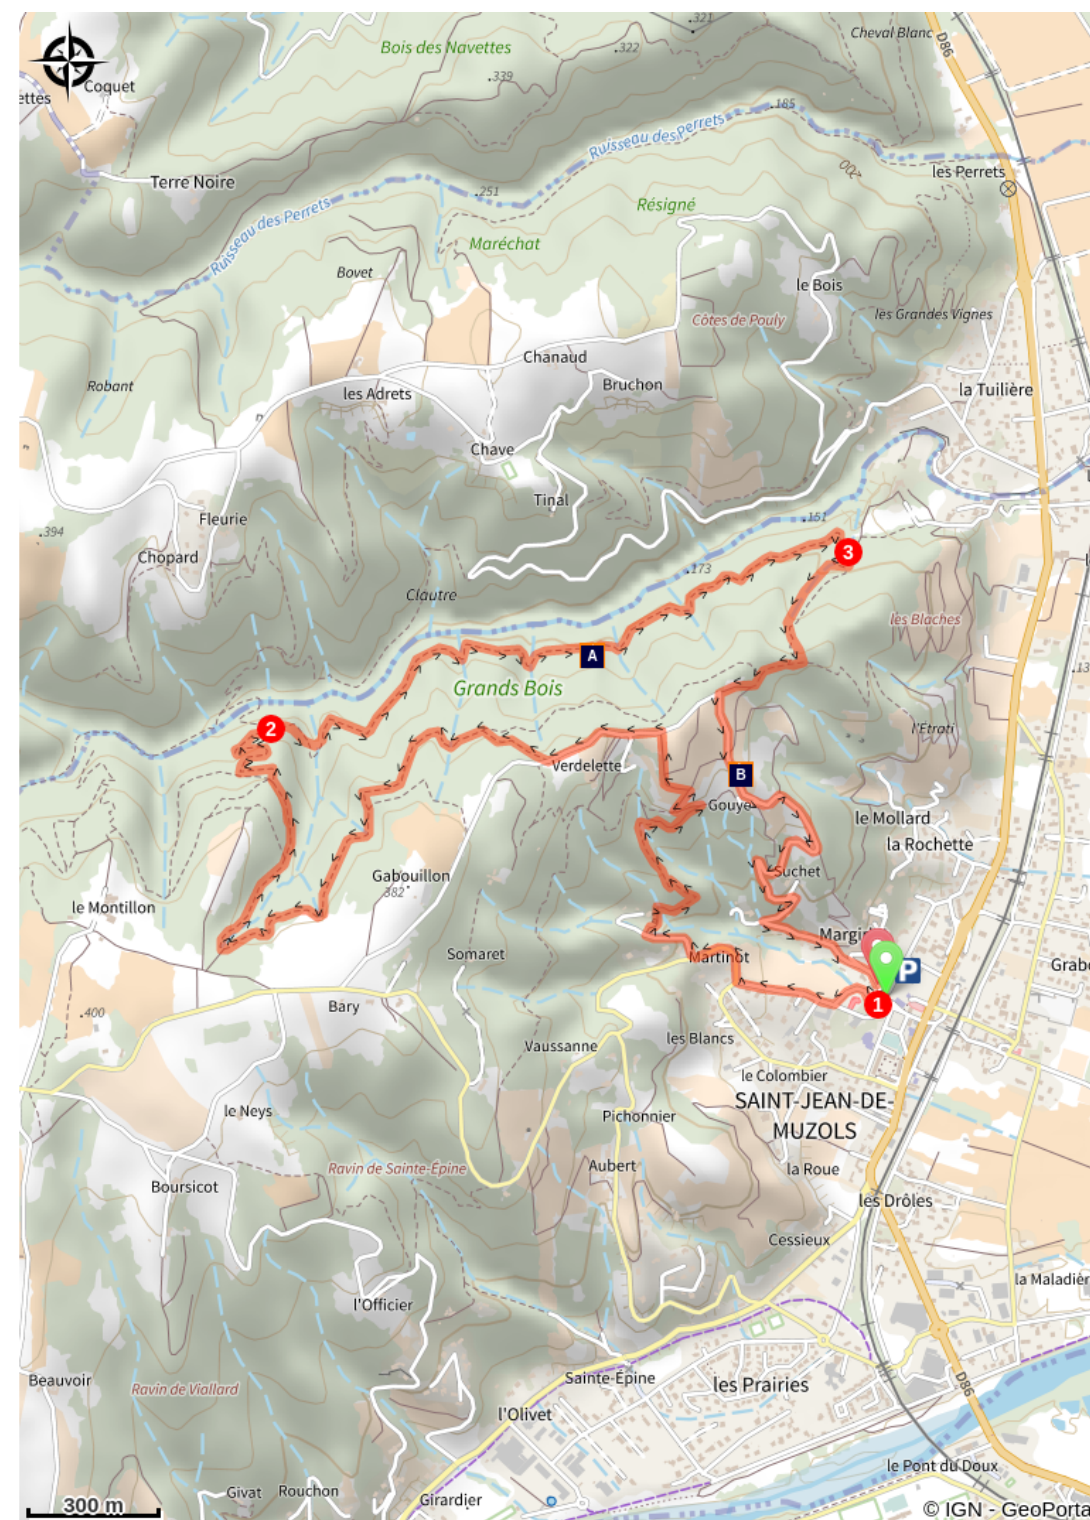 .321
Cheval Blanc
D86
Bois des Navettes
.322
.339
Coquet
ettes
.185
Ruisseau des Perrets
les Perrets
200
Terre Noire
.251
Résigné
Ruisseau des Perrets
Maréchat
Bovet
le Bois
Côtes de Pouly
les Grandes Vignes
Chanaud
Robant
les Adrets
Bruchon
la Tuilière
Chave
Tinal
Fleurie
.151
.394
Chopard
3
.173
Clautre
les Blaches
A
Grands Bois
.13
2
l'Etrati
Verdelette
B
Gouye
le Mollard
la Rochette
Suchet
Gabouillon
382
le Montillon
Margi
Somaret
Martinot
P
Grab
1
Bary
.400
les Blancs
Vaussanne
le Colombier
SAINT-JEAN-DE-
MUZOLS
le Neys
Pichonnier
Ravin de Sainte-Épine
Aubert
la Roue
Boursicot
les Drôles
Cessieux
la Maladièr
l'Officier
Beauvoir
Ravin de Viallard
Sainte-Épine
les Prairies
D86
l'Olivet
le Pont du Doux
Givat
Rouchon
Girardier
300 m
© IGN - GeoPorta